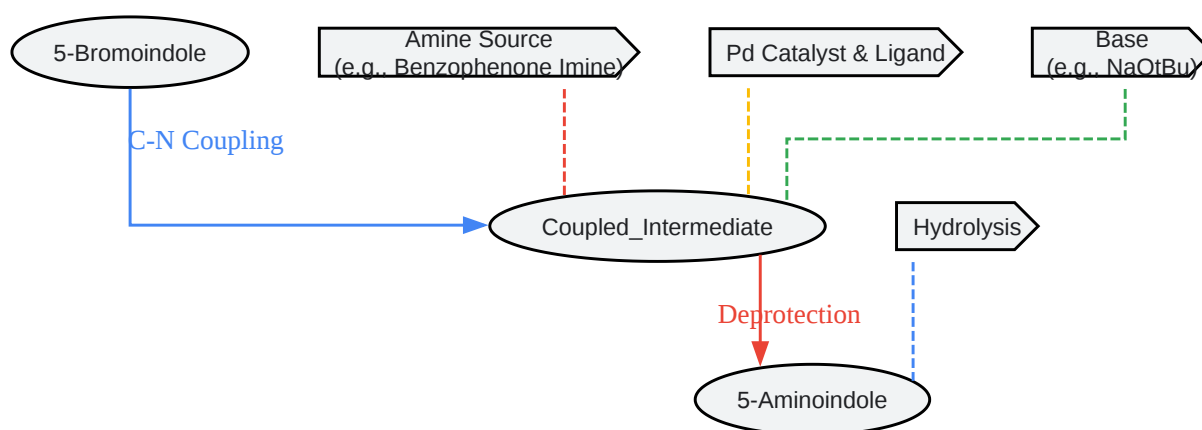 5-Bromoindole
Amine Source
(e.g., Benzophenone Imine)
Pd Catalyst & Ligand
Base
(e.g., NaOtBu)
C-N Coupling
Coupled_Intermediate
Hydrolysis
Deprotection
5-Aminoindole